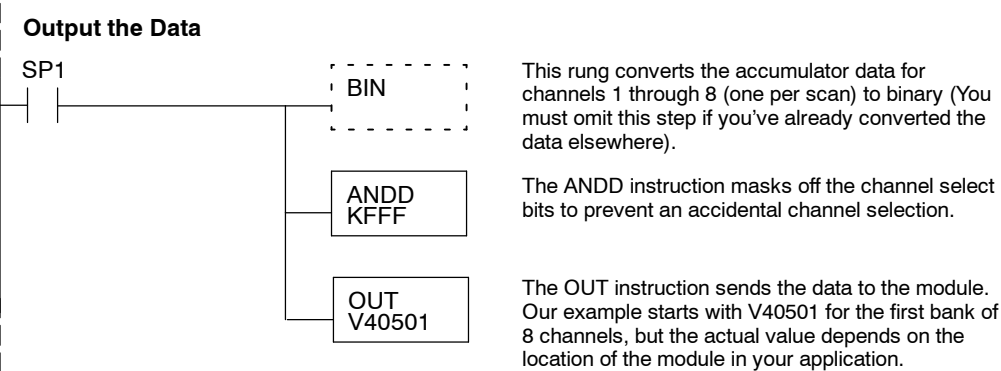 Output the Data
SP1
BIN
This rung converts the accumulator data for
channels 1 through 8 (one per scan) to binary (You
must omit this step if you've already converted the
data elsewhere).
ANDD
KFFF
The ANDD instruction masks off the channel select
bits to prevent an accidental channel selection.
OUT
V40501
The OUT instruction sends the data to the module.
Our example starts with V40501 for the first bank of
8 channels, but the actual value depends on the
location of the module in your application.